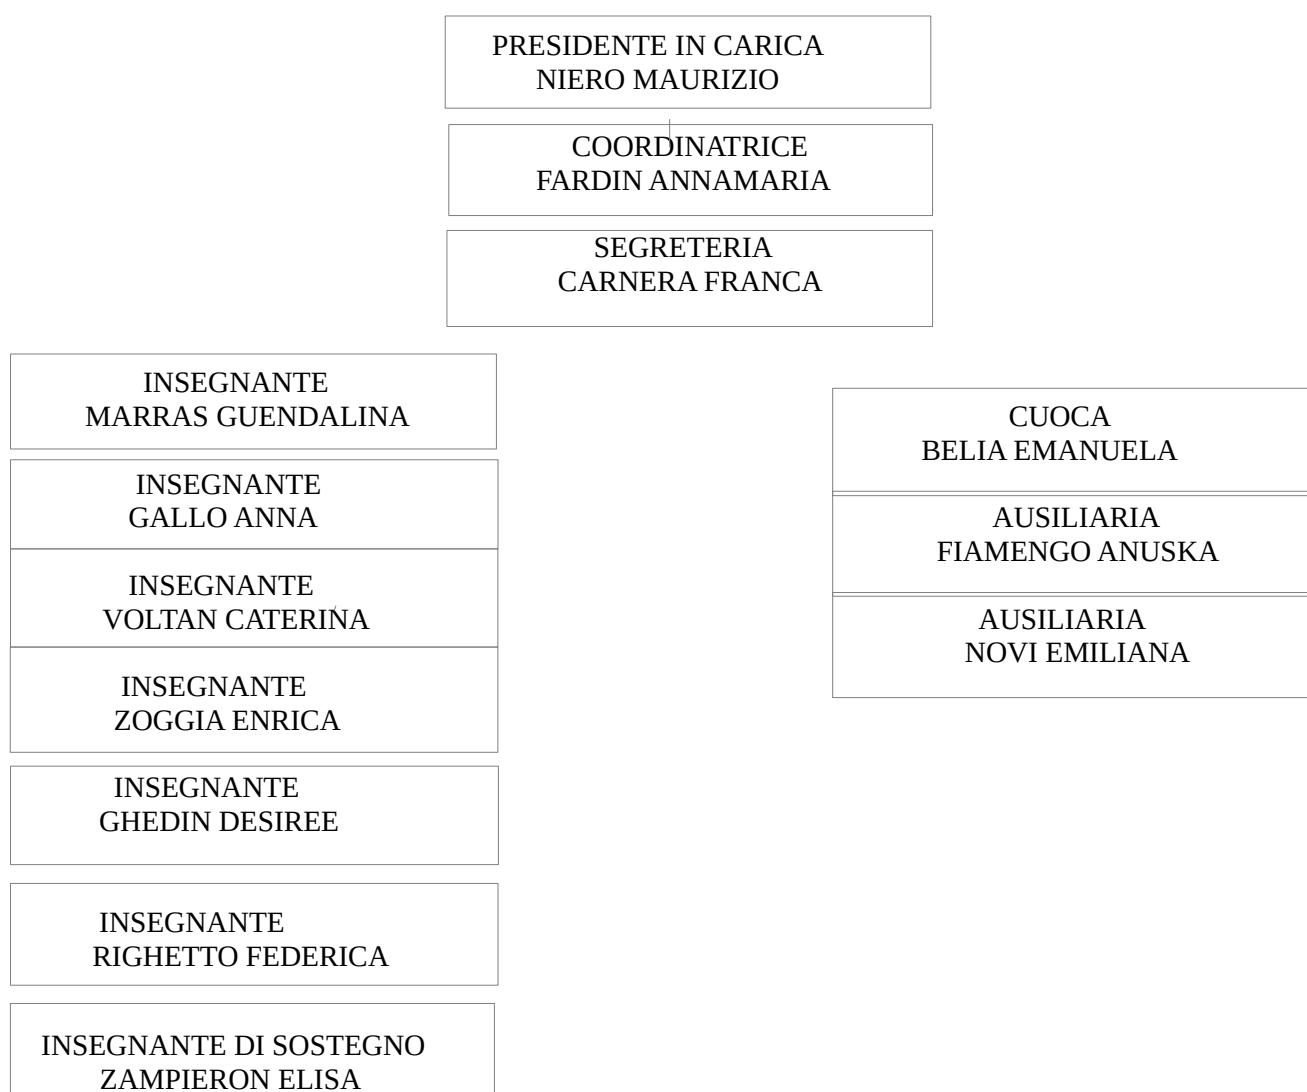 PRESIDENTE IN CARICA
NIERO MAURIZIO
COORDINATRICE
FARDIN ANNAMARIA
SEGRETERIA
CARNERA FRANCA
INSEGNANTE
MARRAS GUENDALINA
INSEGNANTE
GALLO ANNA
INSEGNANTE
VOLTAN CATERINA
INSEGNANTE
ZOGGIA ENRICA
INSEGNANTE
GHEDIN DESIREE
INSEGNANTE
RIGHETTO FEDERICA
INSEGNANTE DI SOSTEGNO
ZAMPIERON ELISA
CUOCA
BELIA EMANUELA
AUSILIARIA
FIAMENGO ANUSKA
AUSILIARIA
NOVI EMILIANA